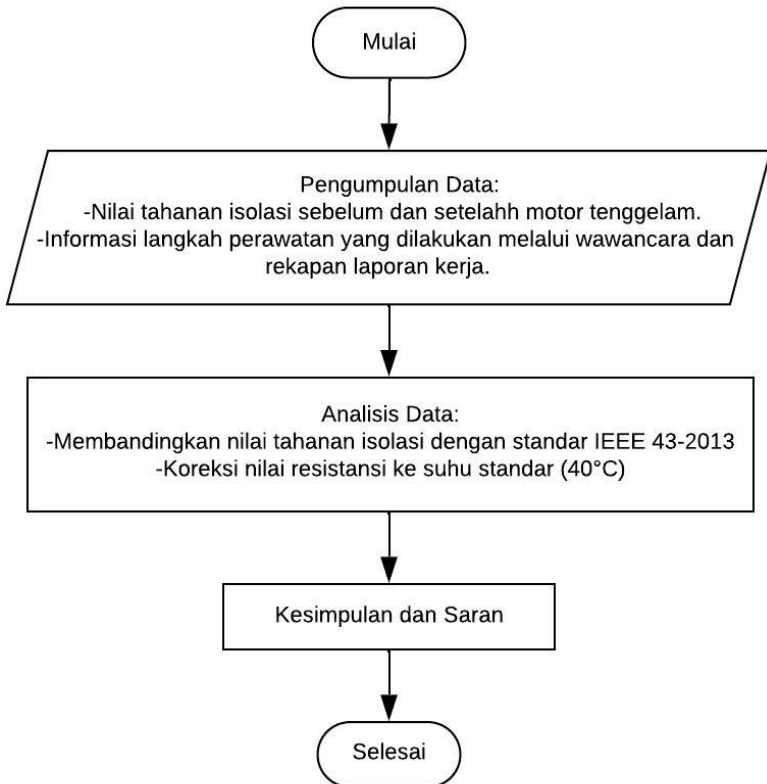 Mulai
Pengumpulan Data:
-Nilai tahanan isolasi sebelum dan setelahh motor tenggelam.
-Informasi langkah perawatan yang dilakukan melalui wawancara dan
rekapan laporan kerja.
Analisis Data:
-Membandingkan nilai tahanan isolasi dengan standar IEEE 43-2013
-Koreksi nilai resistansi ke suhu standar (40°C)
Kesimpulan dan Saran
Selesai